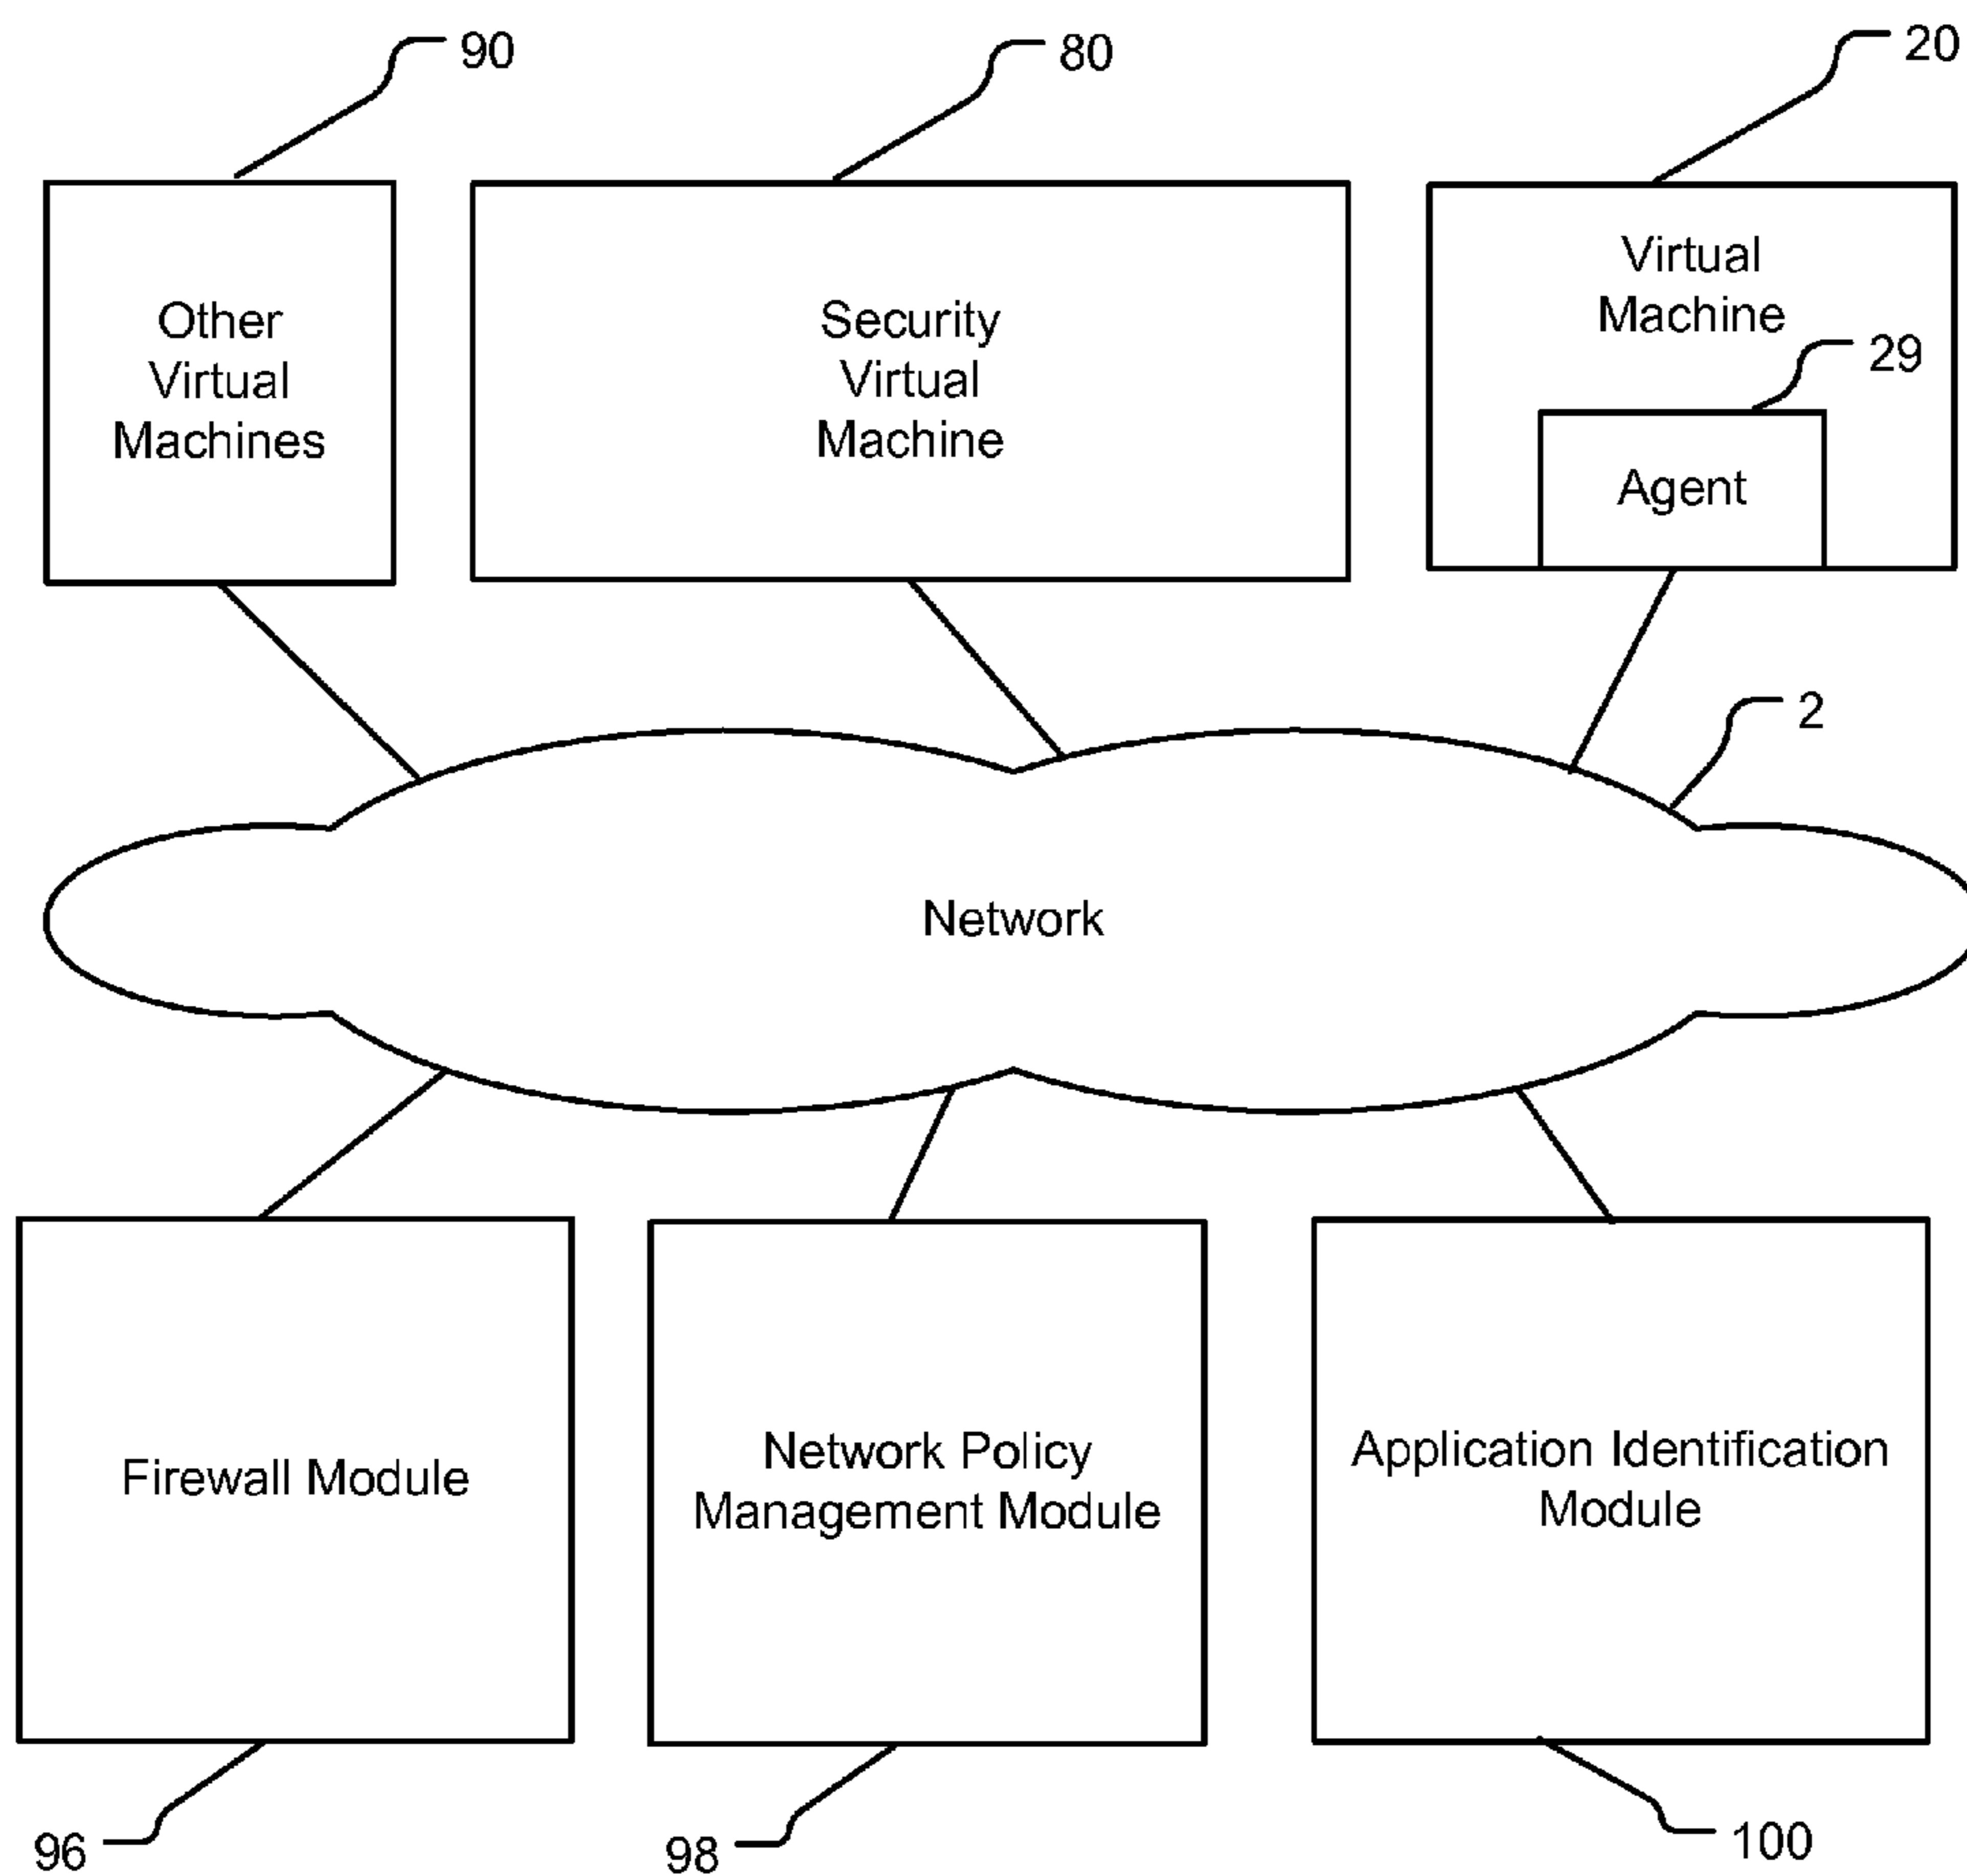 90
80
20
Other
Virtual
Machines
Security
Virtual
Machine
Virtual
Machine
29
Agent
2
Network
Firewall Module
Network Policy
Management Module
Application Identification
Module
96
98
100